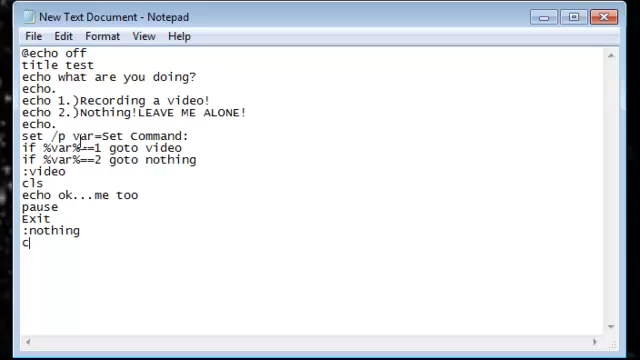 New Text Document - Notepad
File Edit Format View Help
@echo off
title test
echo what are you doing?
echo.
echo 1.)Recording a video!
echo 2.)Nothing!LEAVE ME ALONE!
echo.
set /p var=Set Command:
if %var%==1 goto video
if %var%==2 goto nothing
:video
cls
echo ok...me too
pause
Exit
:nothing
c